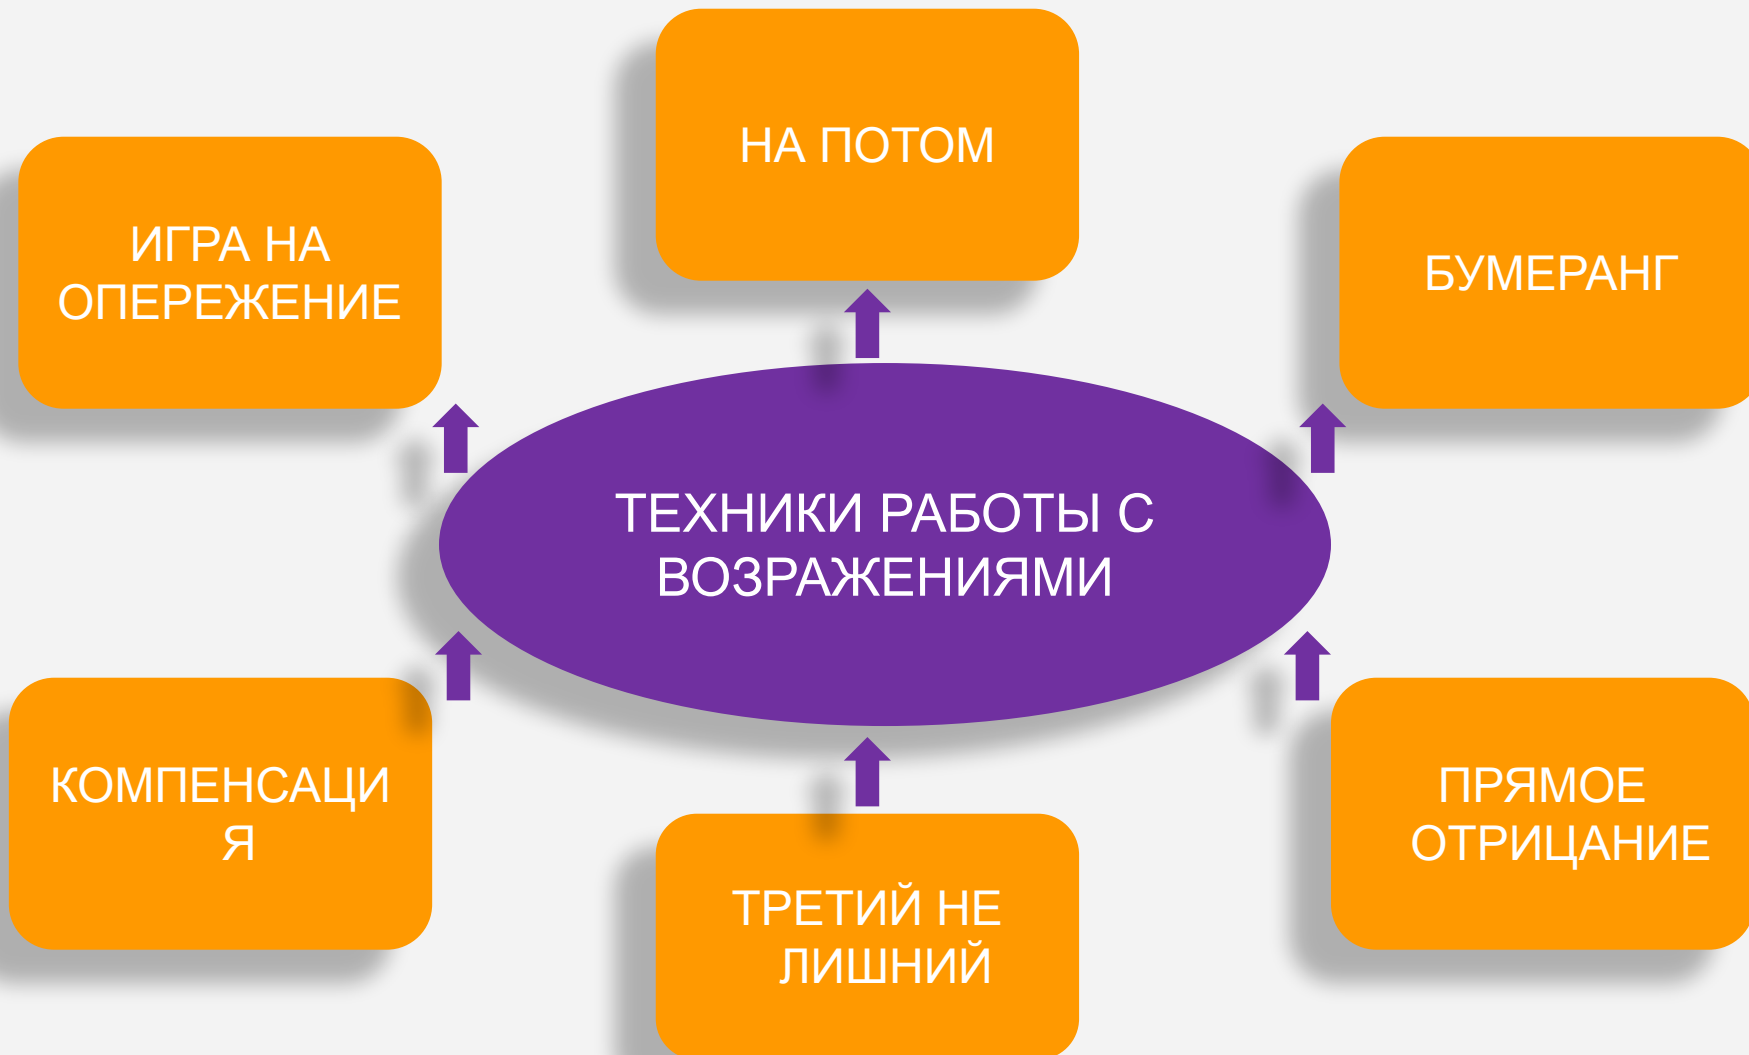 НА ПОТОМ
ИГРА НА
ОПЕРЕЖЕНИЕ
БУМЕРАНГ
ТЕХНИКИ РАБОТЫ С
ВОЗРАЖЕНИЯМИ
КОМПЕНСАЦИ
Я
ТРЕТИЙ НЕ
ЛИШНИЙ
ПРЯМОЕ
ОТРИЦАНИЕ